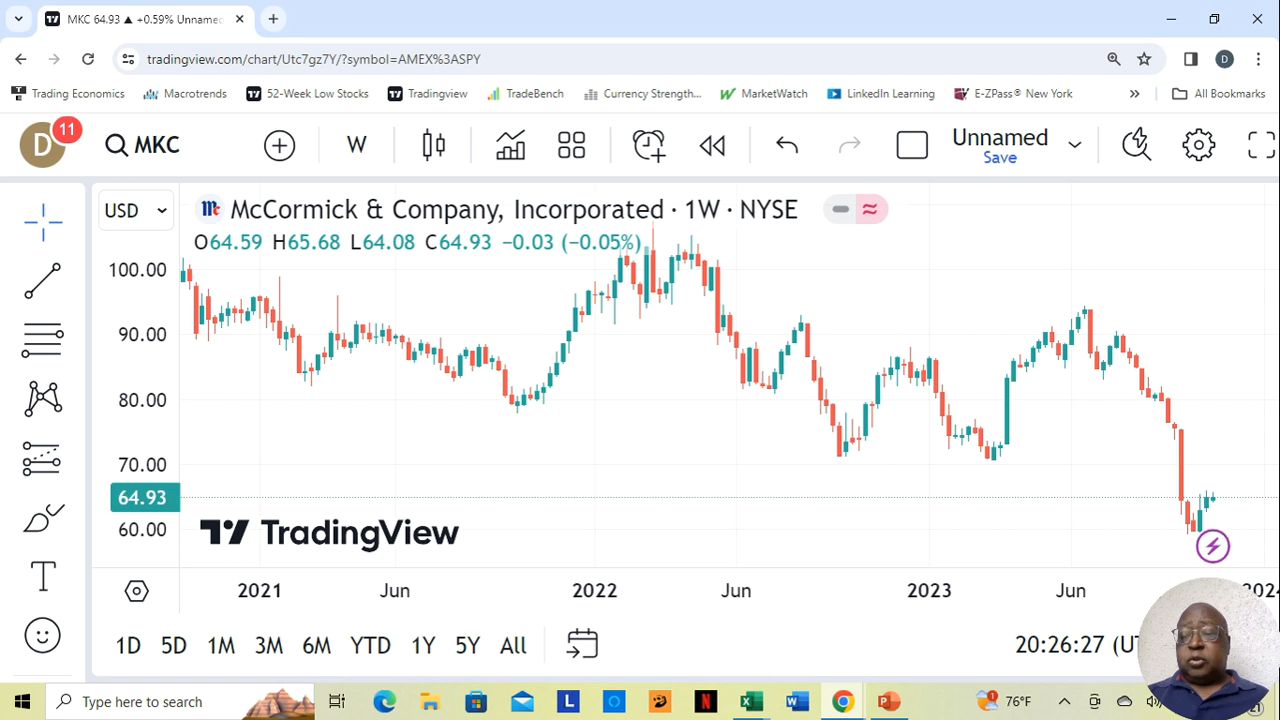 MKC 64.93 ▲ +0.59% Unname
tradingview.com/chart/Utc7gz7Y/?symbol=AMEX%3ASPY
Trading Economics
Macrotrends
52-Week Low Stocks
Tradingview
TradeBench
Currency Strength...
MarketWatch
LinkedIn Learning
E-ZPass® New York
All Bookmarks
D
D
11
MKC
W
Unnamed
Save
USD
McCormick & Company, Incorporated · 1W · NYSE
O64.59 H65.68 L64.08 C64.93 −0.03 (−0.05%)
100.00
90.00
80.00
70.00
64.93
60.00
TradingView
2021
Jun
2022
Jun
2023
Jun
1D
5D
1M
3M
6M
YTD
1Y
5Y
All
20:26:27 (UT
Type here to search
76°F